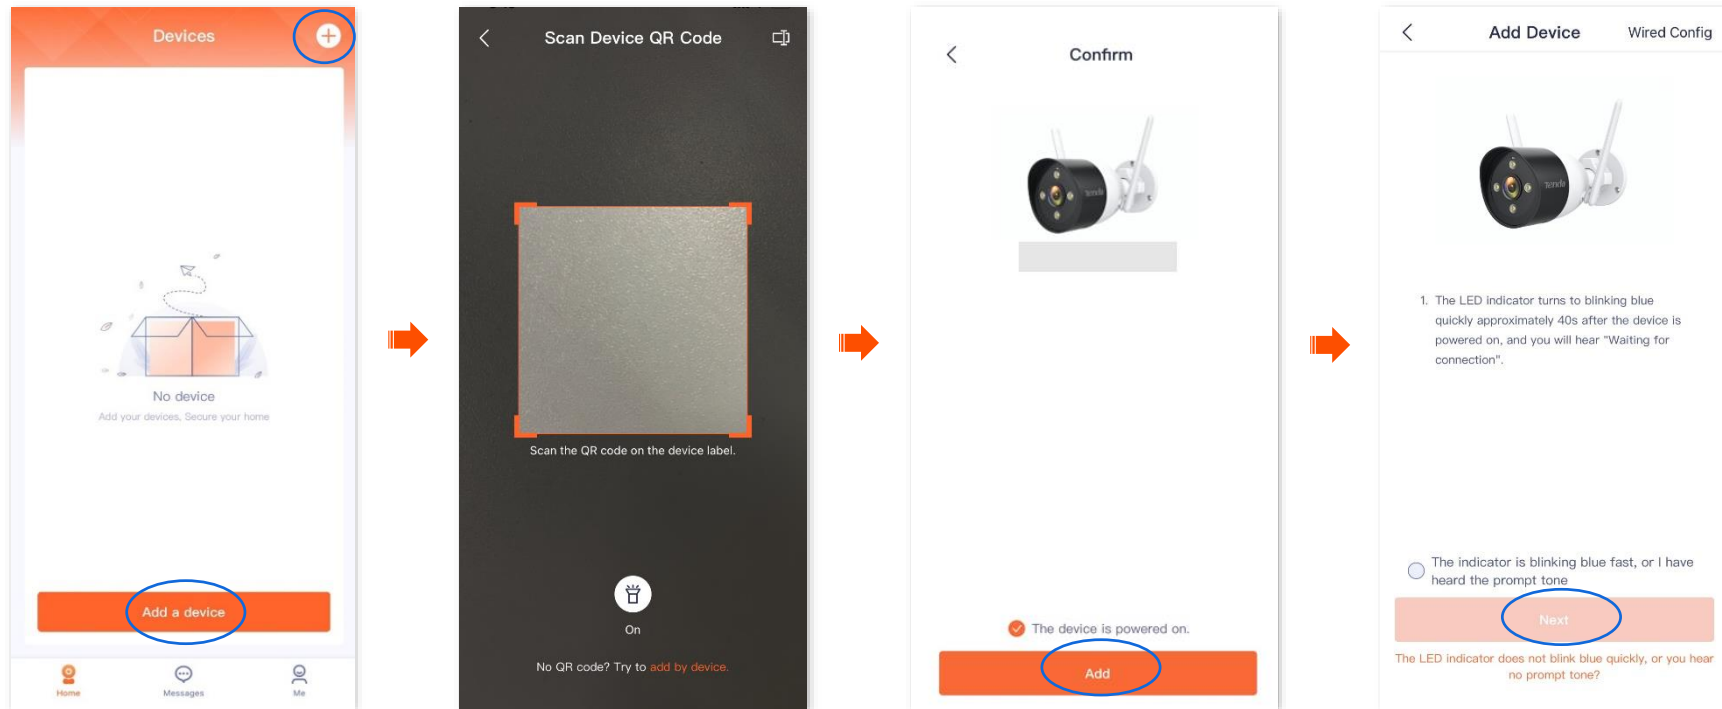 Devices
No device
Add your devices, Secure your home
Add a device
Home
Messages
Me
Scan Device QR Code
Scan the QR code on the device label.
On
No QR code? Try to add by device.
Confirm
Tenda
The device is powered on.
Add
Add Device
Wired Config
Tenda
1. The LED indicator turns to blinking blue
quickly approximately 40s after the device is
powered on, and you will hear "Waiting for
connection".
The indicator is blinking blue fast, or I have
heard the prompt tone
Next
The LED indicator does not blink blue quickly, or you hear
no prompt tone?